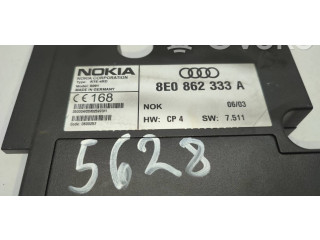 NOKIA
NOKIA CORPORATION
MADE IN GERMANY
CE 168
8E0 862 333 A
NOK 06/03
HW: CP 4 SW: 7.511
5628